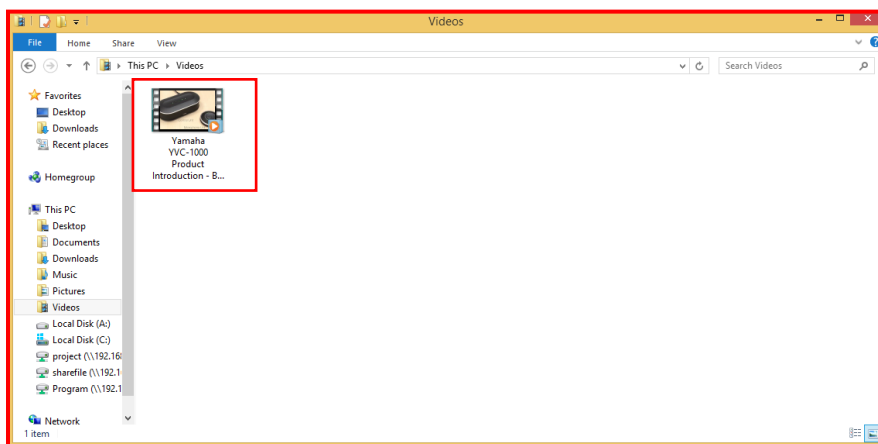 Videos
File Home Share View
This PC Videos
Search Videos
Favorites
Desktop
Downloads
Recent places
Homegroup
This PC
Desktop
Documents
Downloads
Music
Pictures
Videos
Local Disk (A:)
Local Disk (C:)
project (\\192.168
sharefile (\\192.1
Program (\\192.1
Network
Yamaha
YVC-1000
Product
Introduction - B...
1 item